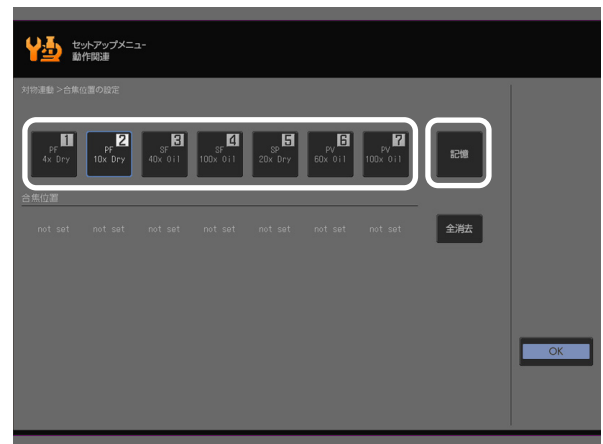 セットアップメニュー
動作関連
対物連動 >合焦位置の設定
1 2 3 4 5 6 7
PF PF SF SF SP PV PV
4x Dry 10x Dry 40x Oil 100x Oil 20x Dry 60x Oil 100x Oil
記憶
合焦位置
not set not set not set not set not set not set not set
全消去
OK